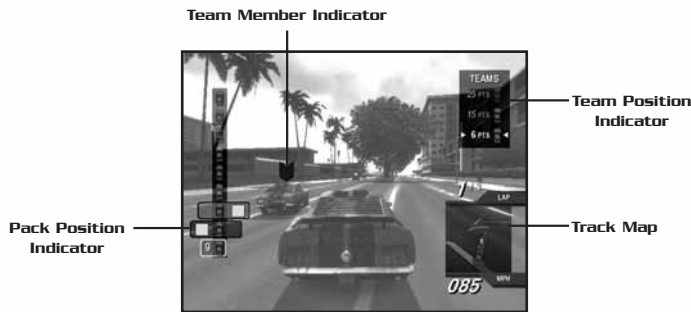 Team Member Indicator
TEAMS
25 PTS
15 PTS
6 PTS
Team Position
Indicator
LAP
Track Map
Pack Position
Indicator
9
MPH
085